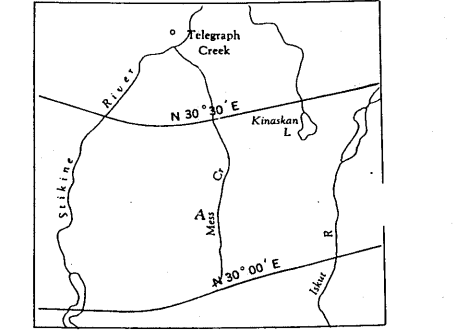 Telegraph
Creek
River
N 30°30' E
Kinaskan
L
Stikine
Cr
A
Mess
R
N 30°00' E
Iskut